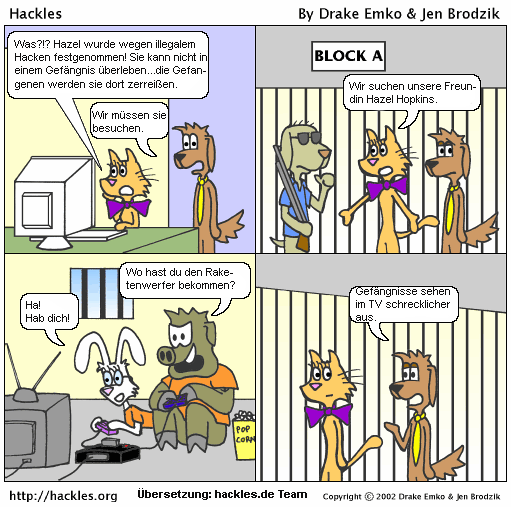 Hackles
By Drake Emko & Jen Brodzik
Was?!? Hazel wurde wegen illegalem
Hacken festgenommen! Sie kann nicht in
einem Gefängnis überleben...die Gefan-
genen werden sie dort zerreißen.
Wir müssen sie
besuchen.
BLOCK A
Wir suchen unsere Freun-
din Hazel Hopkins.
Ha!
Hab dich!
Wo hast du den Rake-
tenwerfer bekommen?
POP
CORN
Gefängnisse sehen
im TV schrecklicher
aus.
http://hackles.org
Übersetzung: hackles.de Team
Copyright © 2002 Drake Emko & Jen Brodzik